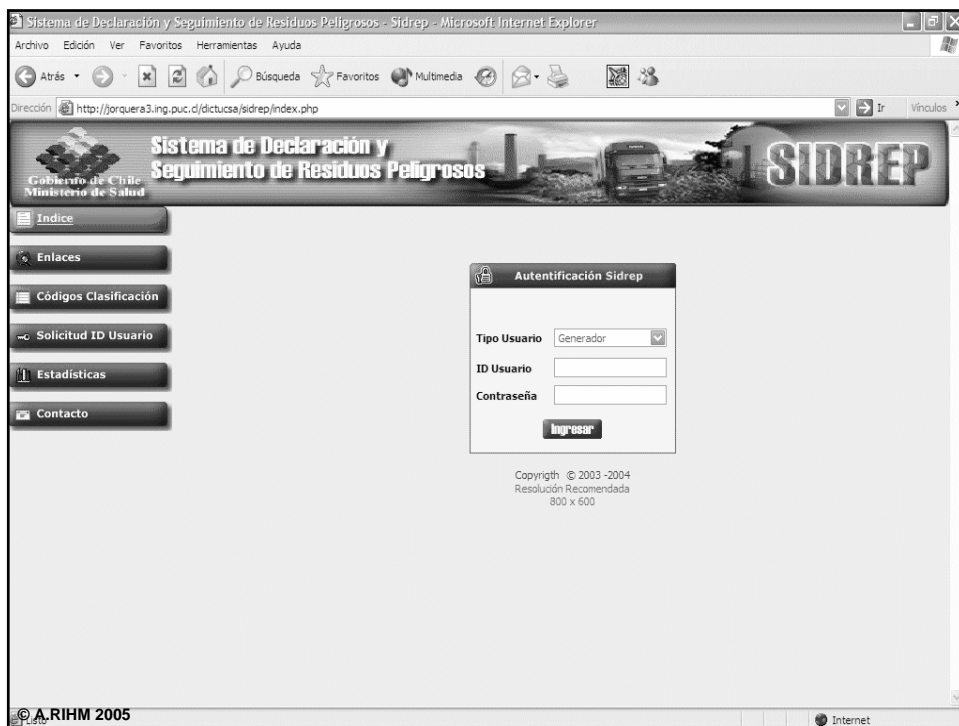 Sistema de Declaración y Seguimiento de Residuos Peligrosos - Sidrep - Microsoft Internet Explorer
Archivo Edición Ver Favoritos Herramientas Ayuda
Atrás Búsqueda Favoritos Multimedia
Dirección http://jorquera3.ing.puc.cl/dictucsa/sidrep/index.php Ir Vínculos
Gobierno de Chile
Ministerio de Salud
Sistema de Declaración y
Seguimiento de Residuos Peligrosos
SIDREP
Indice
Enlaces
Códigos Clasificación
Solicitud ID Usuario
Estadísticas
Contacto
Autentificación Sidrep
Tipo Usuario Generador
ID Usuario
Contraseña
Ingresar
Copyrigth © 2003 -2004
Resolución Recomendada
800 x 600
© A.RIHM 2005
Listo
Internet